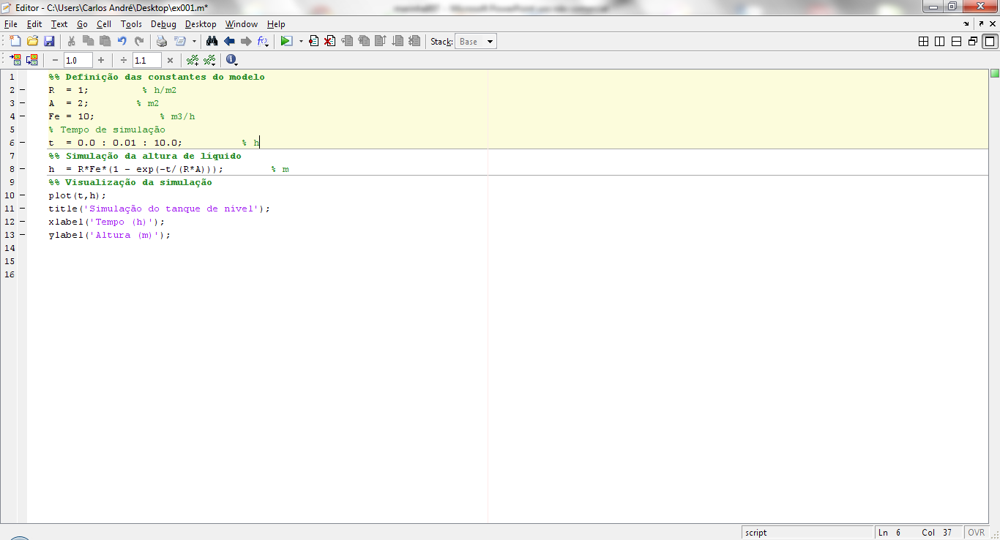 Editor - C:\Users\Carlos André\Desktop\ex001.m*
File Edit Text Go Cell Tools Debug Desktop Window Help
Stack: Base
1.0 1.1
1 %% Definição das constantes do modelo
2 – R = 1; % h/m2
3 – A = 2; % m2
4 – Fe = 10; % m3/h
5 % Tempo de simulação
6 – t = 0.0 : 0.01 : 10.0; % h
7 %% Simulação da altura de líquido
8 – h = R*Fe*(1 - exp(-t/(R*A))); % m
9 %% Visualização da simulação
10 – plot(t,h);
11 – title('Simulação do tanque de nível');
12 – xlabel('Tempo (h)');
13 – ylabel('Altura (m)');
14
15
16
script Ln 6 Col 37 OVR